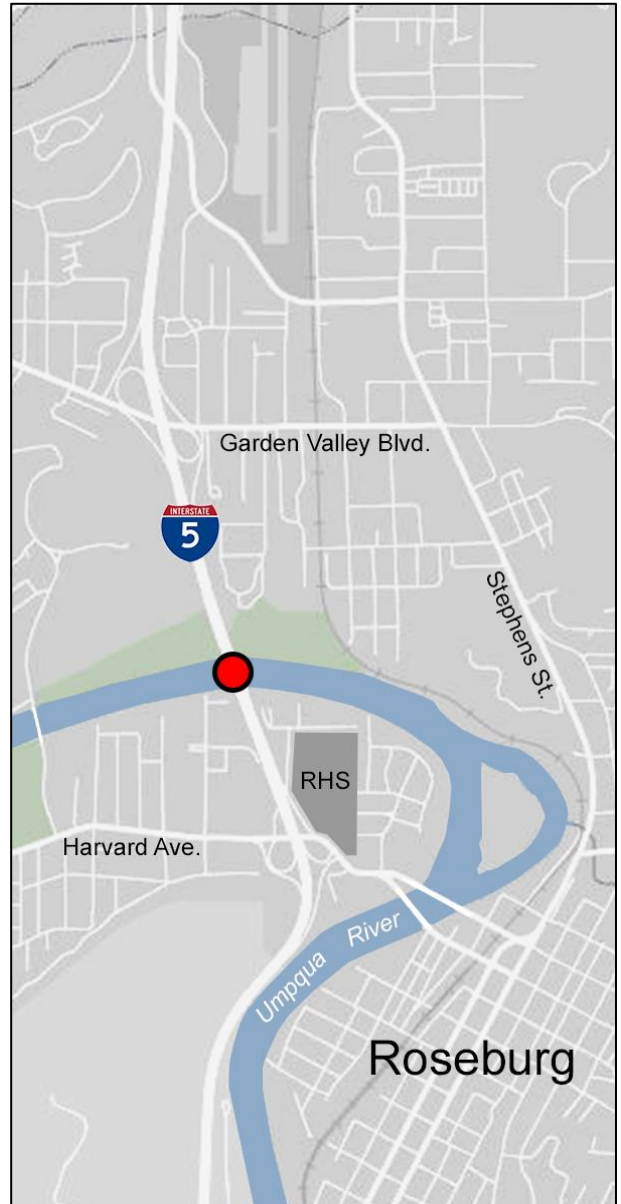 Garden Valley Blvd.
INTERSTATE
5
Stephens St.
RHS
Harvard Ave.
Umpqua River
Roseburg